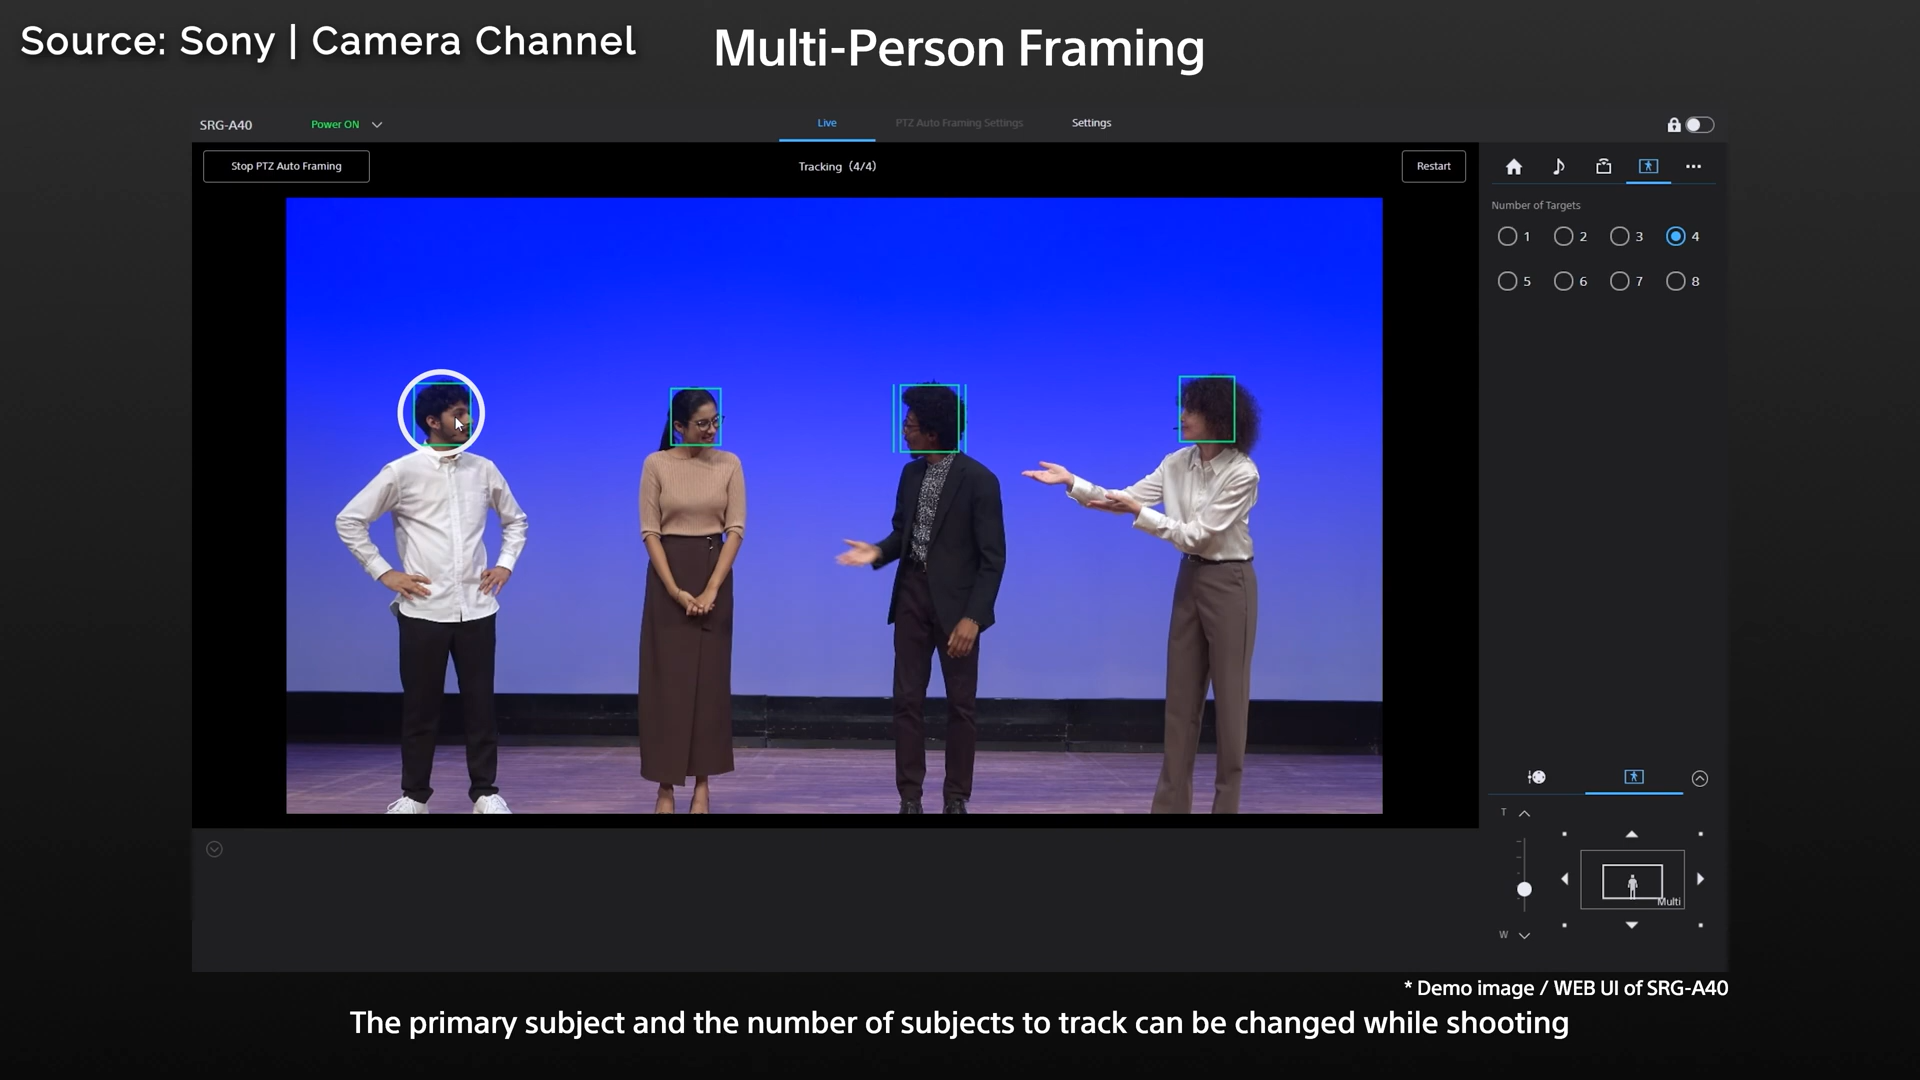 Source: Sony | Camera Channel
Multi-Person Framing
SRG-A40
Power ON
Live
PTZ Auto Framing Settings
Settings
Stop PTZ Auto Framing
Tracking (4/4)
Restart
Number of Targets
1 2 3 4
5 6 7 8
T
Multi
W
* Demo image / WEB UI of SRG-A40
The primary subject and the number of subjects to track can be changed while shooting